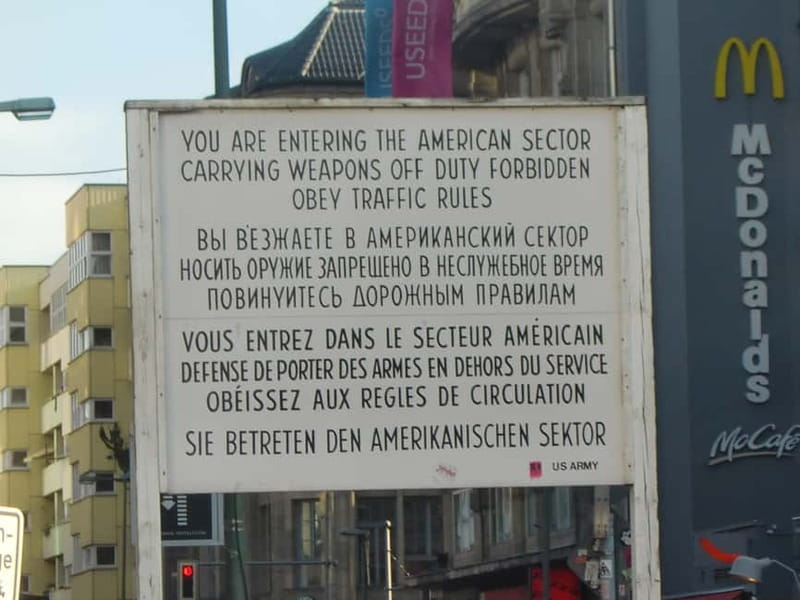 USEED
YOU ARE ENTERING THE AMERICAN SECTOR
CARRYING WEAPONS OFF DUTY FORBIDDEN
OBEY TRAFFIC RULES
ВЫ В'ЕЗЖАЕТЕ В АМЕРИКАНСКИЙ СЕКТОР
НОСИТЬ ОРУЖИЕ ЗАПРЕЩЕНО В НЕСЛУЖЕБНОЕ ВРЕМЯ
ПОВИНУИТЕСЬ ДОРОЖНЫМ ПРАВИЛАМ
VOUS ENTREZ DANS LE SECTEUR AMÉRICAIN
DEFENSE DE PORTER DES ARMES EN DEHORS DU SERVICE
OBÉISSEZ AUX REGLES DE CIRCULATION
SIE BETRETEN DEN AMERIKANISCHEN SEKTOR
US ARMY
McDonald's
McCafé